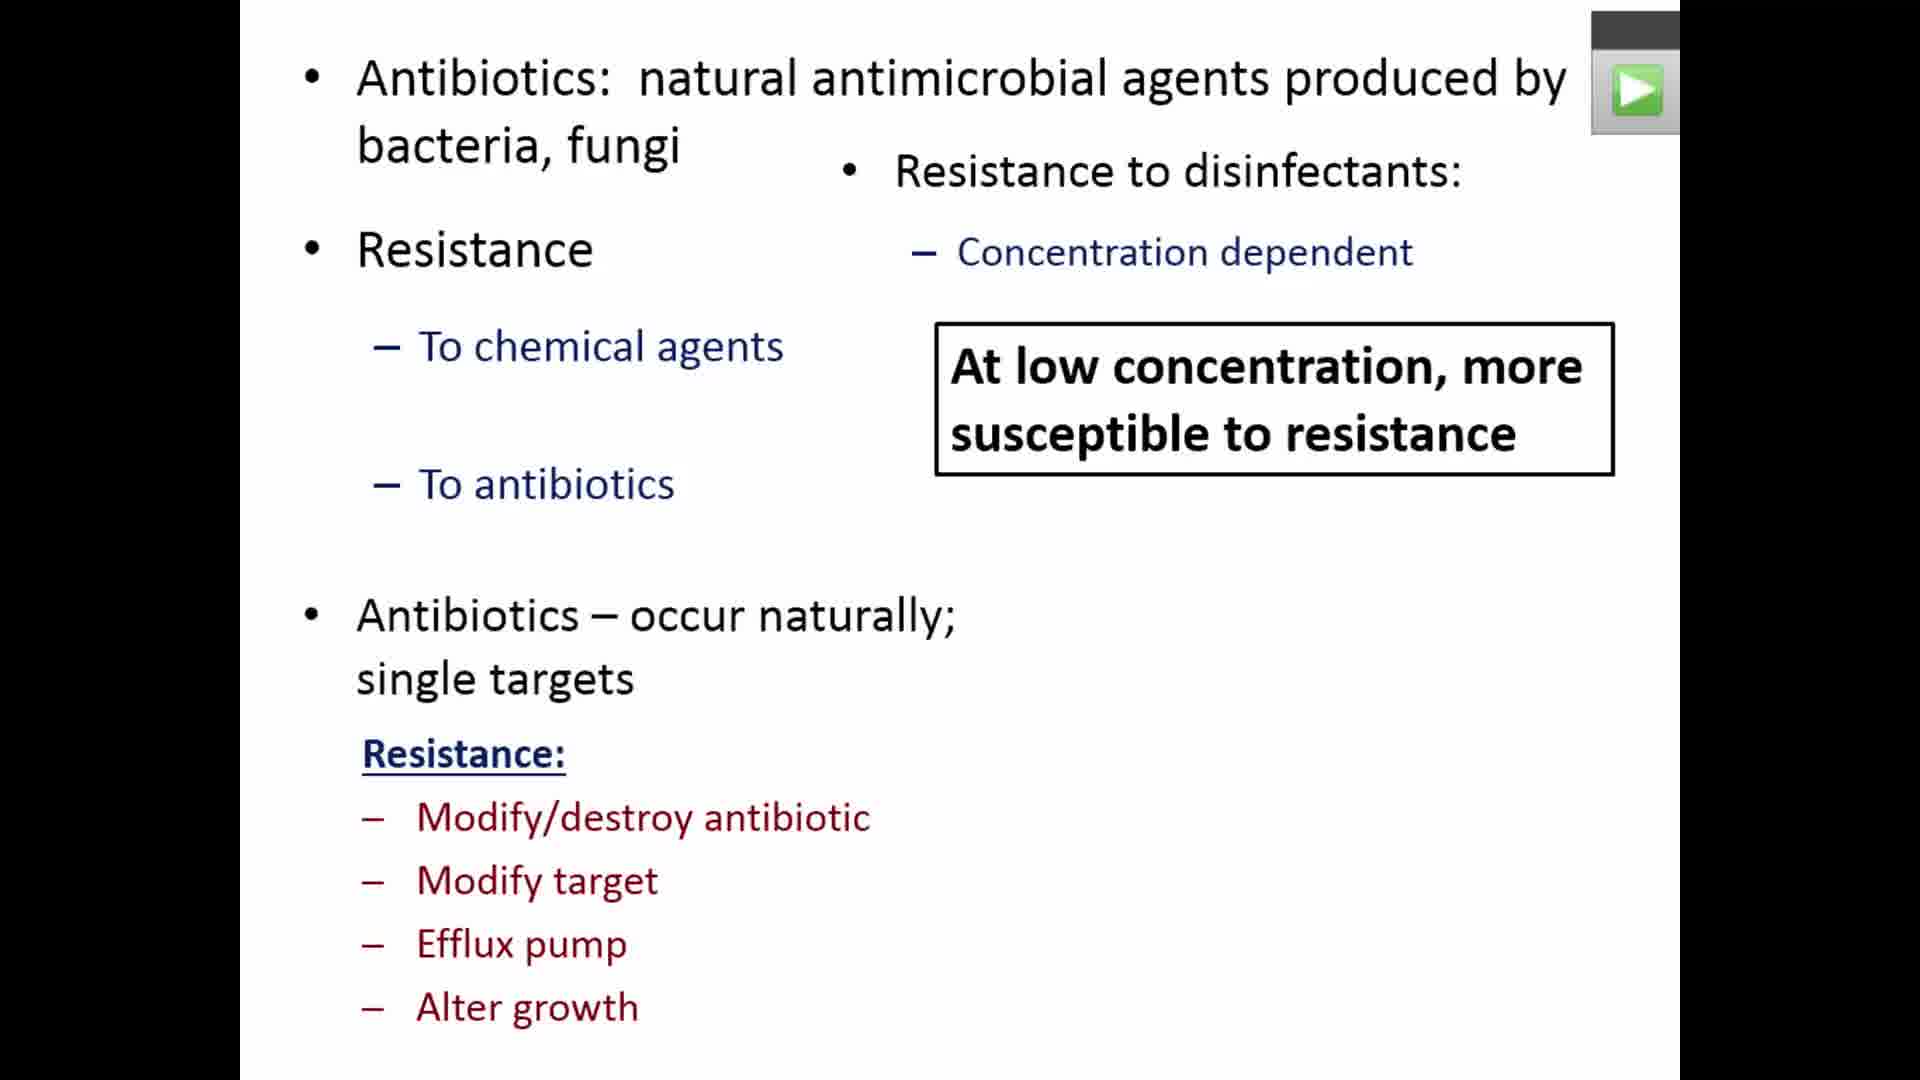 • Antibiotics: natural antimicrobial agents produced by
bacteria, fungi
• Resistance
– To chemical agents
– To antibiotics
• Resistance to disinfectants:
– Concentration dependent
At low concentration, more
susceptible to resistance
• Antibiotics – occur naturally;
single targets
Resistance:
– Modify/destroy antibiotic
– Modify target
– Efflux pump
– Alter growth